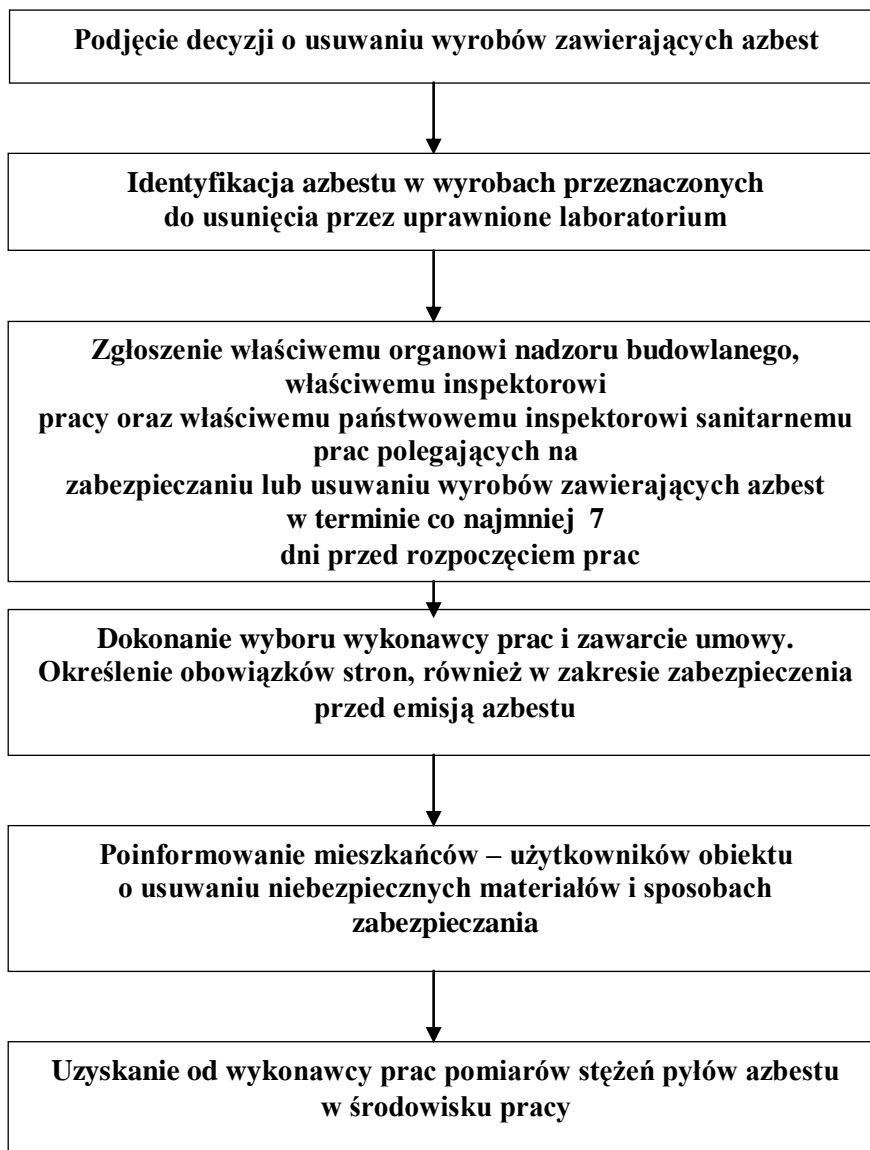 Podjęcie decyzji o usuwaniu wyrobów zawierających azbest
Identyfikacja azbestu w wyrobach przeznaczonych
do usunięcia przez uprawnione laboratorium
Zgłoszenie właściwemu organowi nadzoru budowlanego,
właściwemu inspektorowi
pracy oraz właściwemu państwowemu inspektorowi sanitarnemu
prac polegających na
zabezpieczaniu lub usuwaniu wyrobów zawierających azbest
w terminie co najmniej 7
dni przed rozpoczęciem prac
Dokonanie wyboru wykonawcy prac i zawarcie umowy.
Określenie obowiązków stron, również w zakresie zabezpieczenia
przed emisją azbestu
Poinformowanie mieszkańców – użytkowników obiektu
o usuwaniu niebezpiecznych materiałów i sposobach
zabezpieczania
Uzyskanie od wykonawcy prac pomiarów stężeń pyłów azbestu
w środowisku pracy